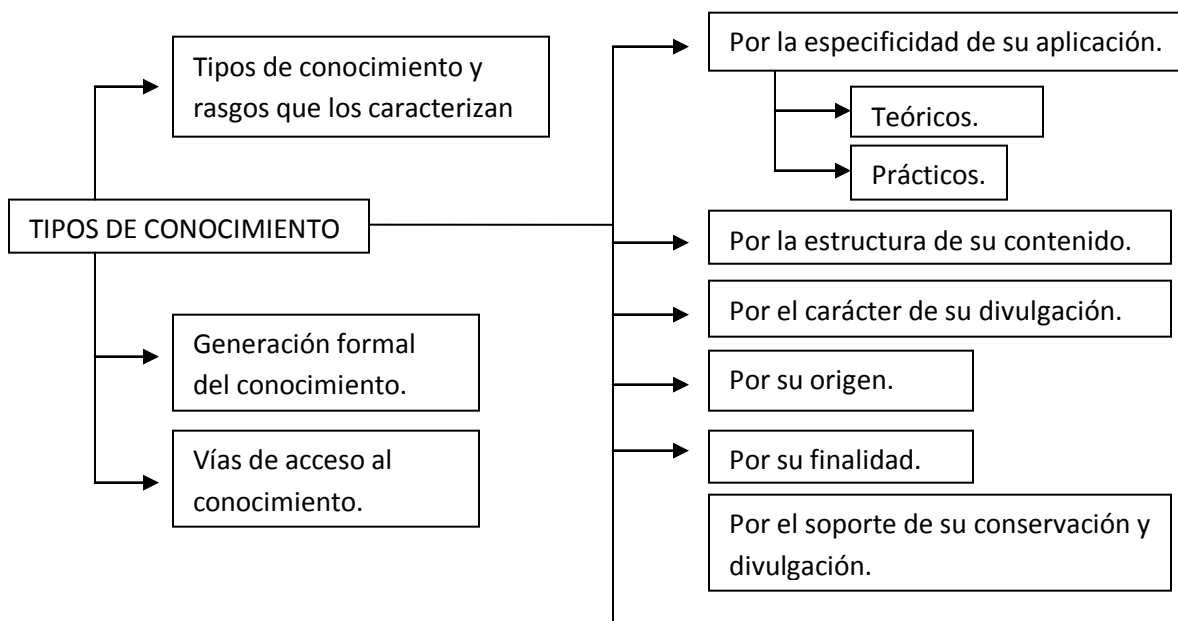 Tipos de conocimiento y
rasgos que los caracterizan
TIPOS DE CONOCIMIENTO
Generación formal
del conocimiento.
Vías de acceso al
conocimiento.
Por la especificidad de su aplicación.
Teóricos.
Prácticos.
Por la estructura de su contenido.
Por el carácter de su divulgación.
Por su origen.
Por su finalidad.
Por el soporte de su conservación y
divulgación.